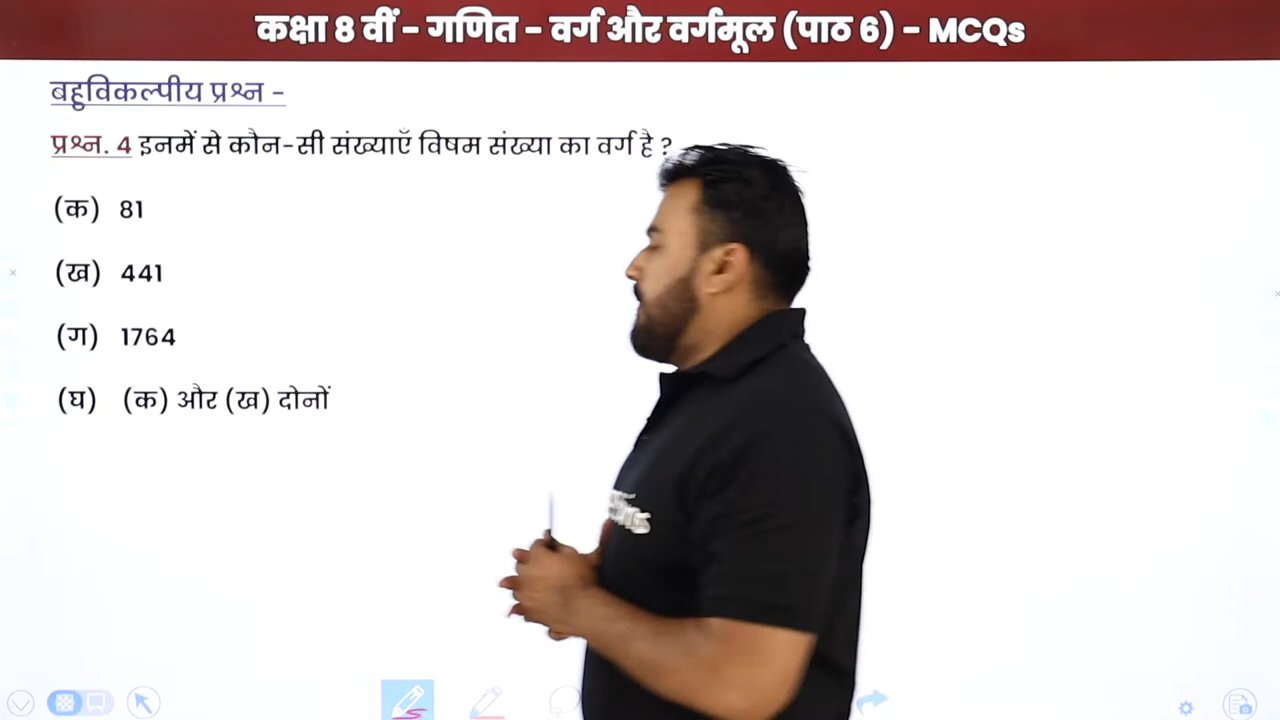 कक्षा 8 वीं - गणित - वर्ग और वर्गमूल (पाठ 6) - MCQs
बहुविकल्पीय प्रश्न -
प्रश्न. 4 इनमें से कौन-सी संख्याएँ विषम संख्या का वर्ग है ?
(क) 81
(ख) 441
(ग) 1764
(घ) (क) और (ख) दोनों